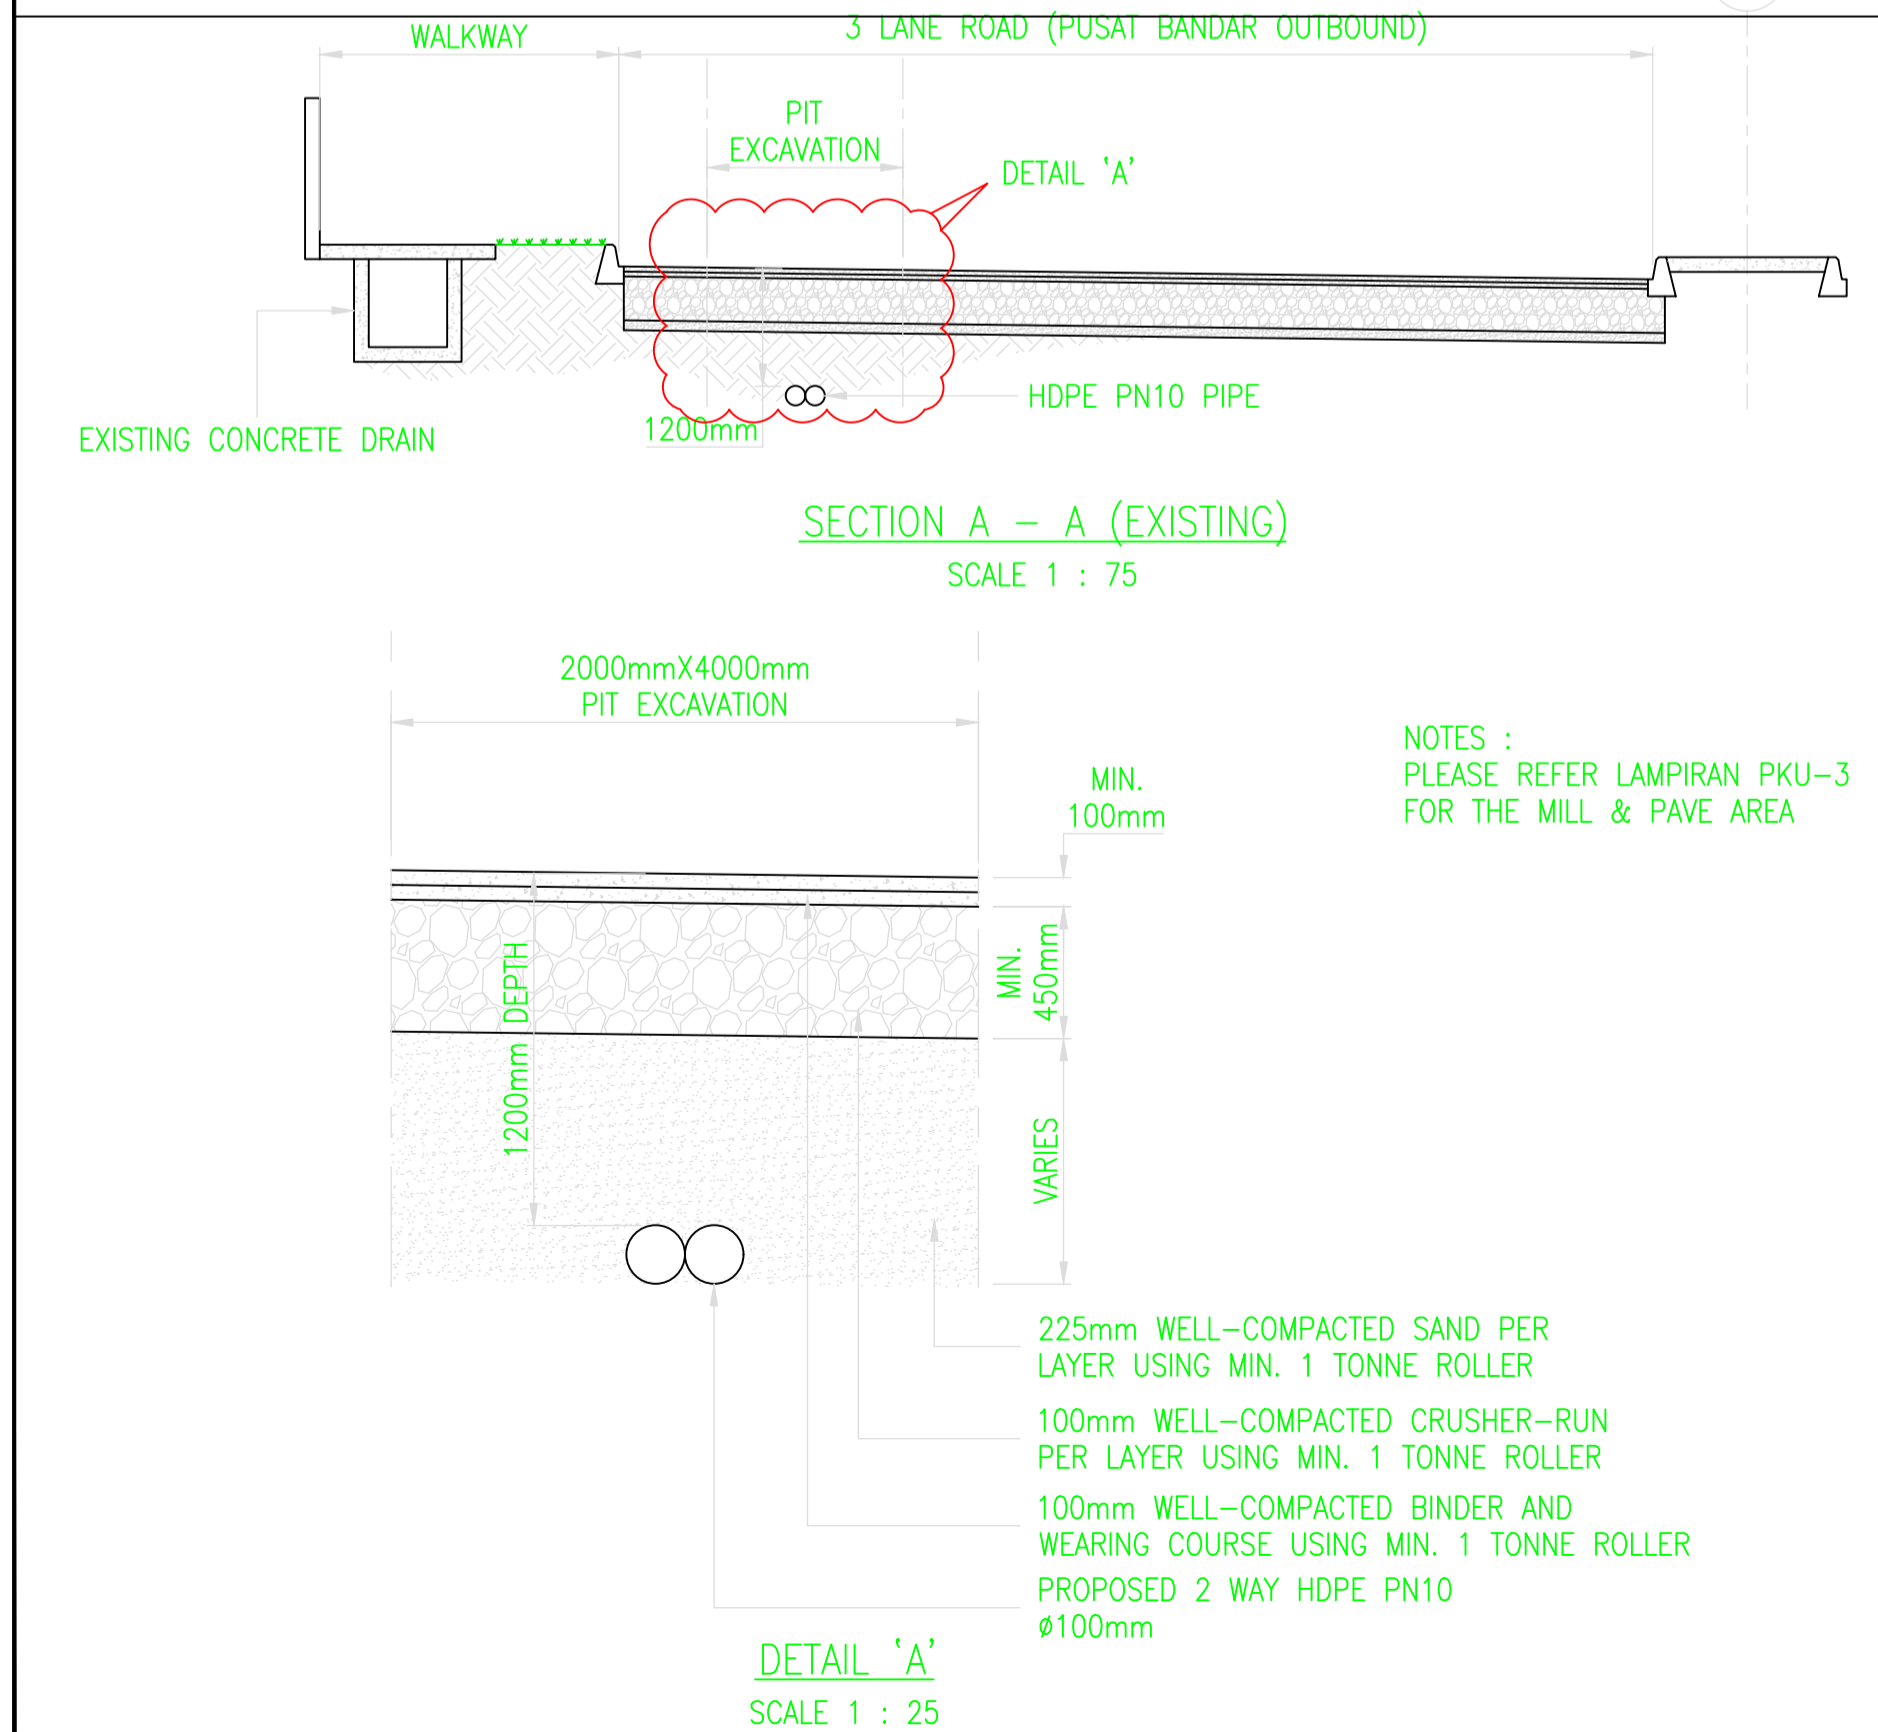 WALKWAY
3 LANE ROAD (PUSAT BANDAR OUTBOUND)
PIT
EXCAVATION
DETAIL 'A'
HDPE PN10 PIPE
1200mm
EXISTING CONCRETE DRAIN
SECTION A - A (EXISTING)
SCALE 1 : 75
2000mmX4000mm
PIT EXCAVATION
NOTES :
PLEASE REFER LAMPIRAN PKU-3
FOR THE MILL & PAVE AREA
MIN.
100mm
1200mm DEPTH
MIN.
450mm
VARIES
225mm WELL-COMPACTED SAND PER
LAYER USING MIN. 1 TONNE ROLLER
100mm WELL-COMPACTED CRUSHER-RUN
PER LAYER USING MIN. 1 TONNE ROLLER
100mm WELL-COMPACTED BINDER AND
WEARING COURSE USING MIN. 1 TONNE ROLLER
PROPOSED 2 WAY HDPE PN10
ø100mm
DETAIL 'A'
SCALE 1 : 25